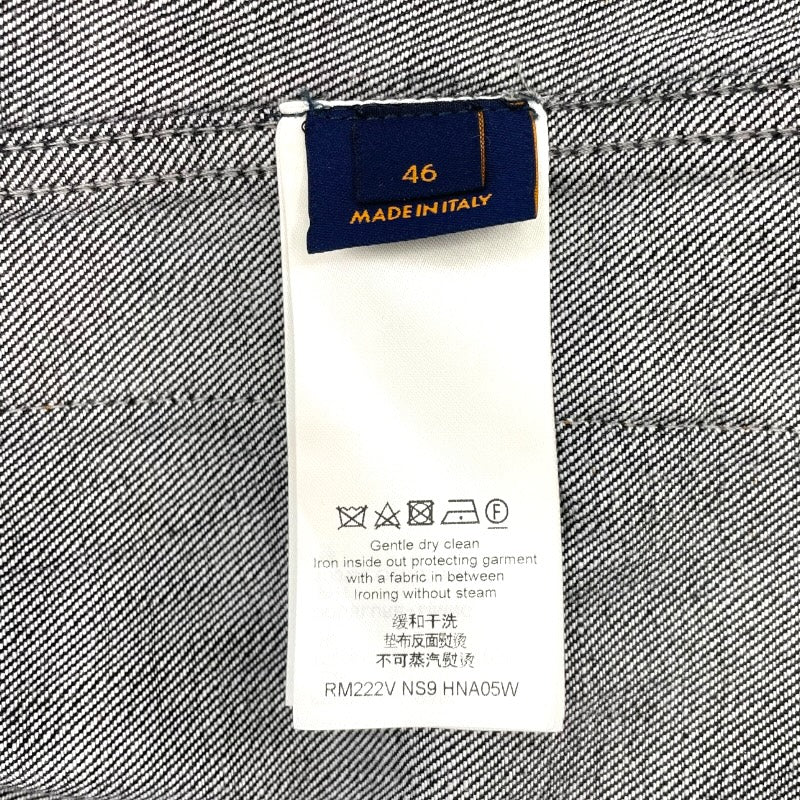 46
MADE IN ITALY
F
Gentle dry clean
Iron inside out protecting garment
with a fabric in between
Ironing without steam
缓和干洗
垫布反面熨烫
不可蒸汽熨烫
RM222V NS9 HNA05W